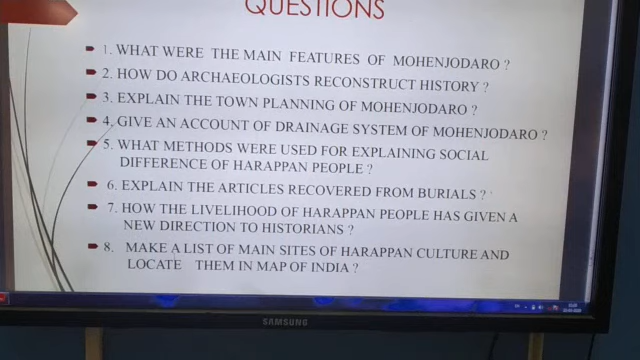 QUESTIONS
1. WHAT WERE THE MAIN FEATURES OF MOHENJODARO ?
2. HOW DO ARCHAEOLOGISTS RECONSTRUCT HISTORY ?
3. EXPLAIN THE TOWN PLANNING OF MOHENJODARO ?
4. GIVE AN ACCOUNT OF DRAINAGE SYSTEM OF MOHENJODARO ?
5. WHAT METHODS WERE USED FOR EXPLAINING SOCIAL
DIFFERENCE OF HARAPPAN PEOPLE ?
6. EXPLAIN THE ARTICLES RECOVERED FROM BURIALS ?
7. HOW THE LIVELIHOOD OF HARAPPAN PEOPLE HAS GIVEN A
NEW DIRECTION TO HISTORIANS ?
8. MAKE A LIST OF MAIN SITES OF HARAPPAN CULTURE AND
LOCATE THEM IN MAP OF INDIA ?
SAMSUNG